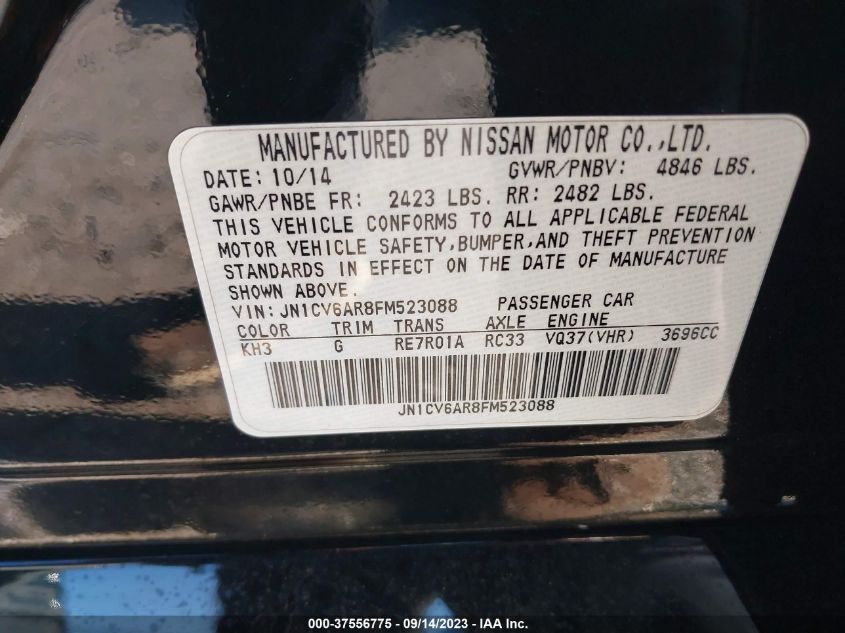 MANUFACTURED BY NISSAN MOTOR CO.,LTD.
DATE: 10/14 GVWR/PNBV: 4846 LBS.
GAWR/PNBE FR: 2423 LBS. RR: 2482 LBS.
THIS VEHICLE CONFORMS TO ALL APPLICABLE FEDERAL
MOTOR VEHICLE SAFETY,BUMPER,AND THEFT PREVENTION
STANDARDS IN EFFECT ON THE DATE OF MANUFACTURE
SHOWN ABOVE.
VIN: JN1CV6AR8FM523088 PASSENGER CAR
COLOR TRIM TRANS AXLE ENGINE
KH3 G RE7R01A RC33 VQ37(VHR) 3696CC
JN1CV6AR8FM523088
000-37556775 - 09/14/2023 - IAA Inc.